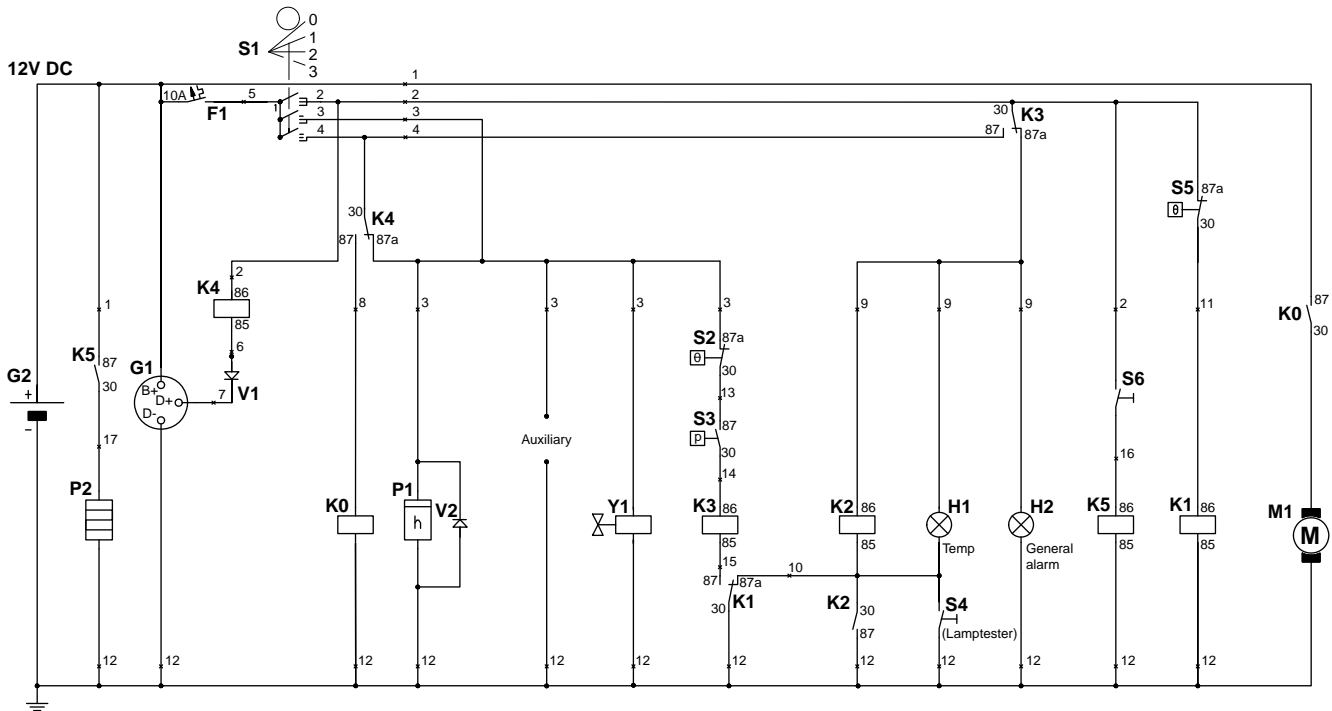 0
S1
1
2
3
12V DC
1
10A
5
F1
1
2
2
3
3
4
4
30
K3
87
87a
S5
87a
θ
30
30
K4
87
87a
2
K4
86
85
6
V1
7
1
K5
87
30
G1
B+
D+
D-
G2
+
-
17
P2
8
3
3
3
3
9
9
9
2
11
K0
87
30
S2
87a
θ
30
13
S3
87
p
30
14
S6
16
Auxiliary
K0
P1
h
V2
Y1
K3
86
85
15
K2
86
85
H1
Temp
H2
General
alarm
K5
86
85
K1
86
85
M1
M
87
87a
10
30
K1
K2
30
87
S4
(Lamptester)
12
12
12
12
12
12
12
12
12
12
12
12